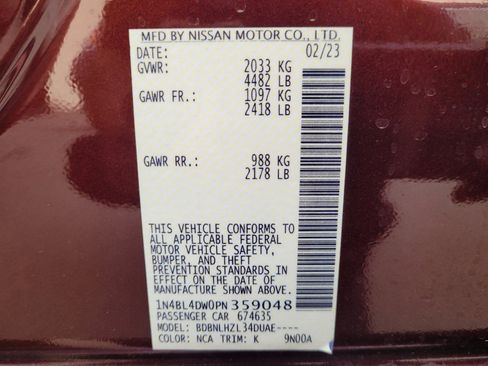 MFD BY NISSAN MOTOR CO., LTD.
DATE: 02/23
GVWR: 2033 KG
4482 LB
GAWR FR.: 1097 KG
2418 LB
GAWR RR.: 988 KG
2178 LB
THIS VEHICLE CONFORMS TO
ALL APPLICABLE FEDERAL
MOTOR VEHICLE SAFETY,
BUMPER, AND THEFT
PREVENTION STANDARDS IN
EFFECT ON THE DATE OF
MANUFACTURE SHOWN ABOVE.
1N4BL4DW0PN359048
PASSENGER CAR 674635
MODEL: BDBNLHZL34DUAE----
COLOR: NCA TRIM: K 9N00A